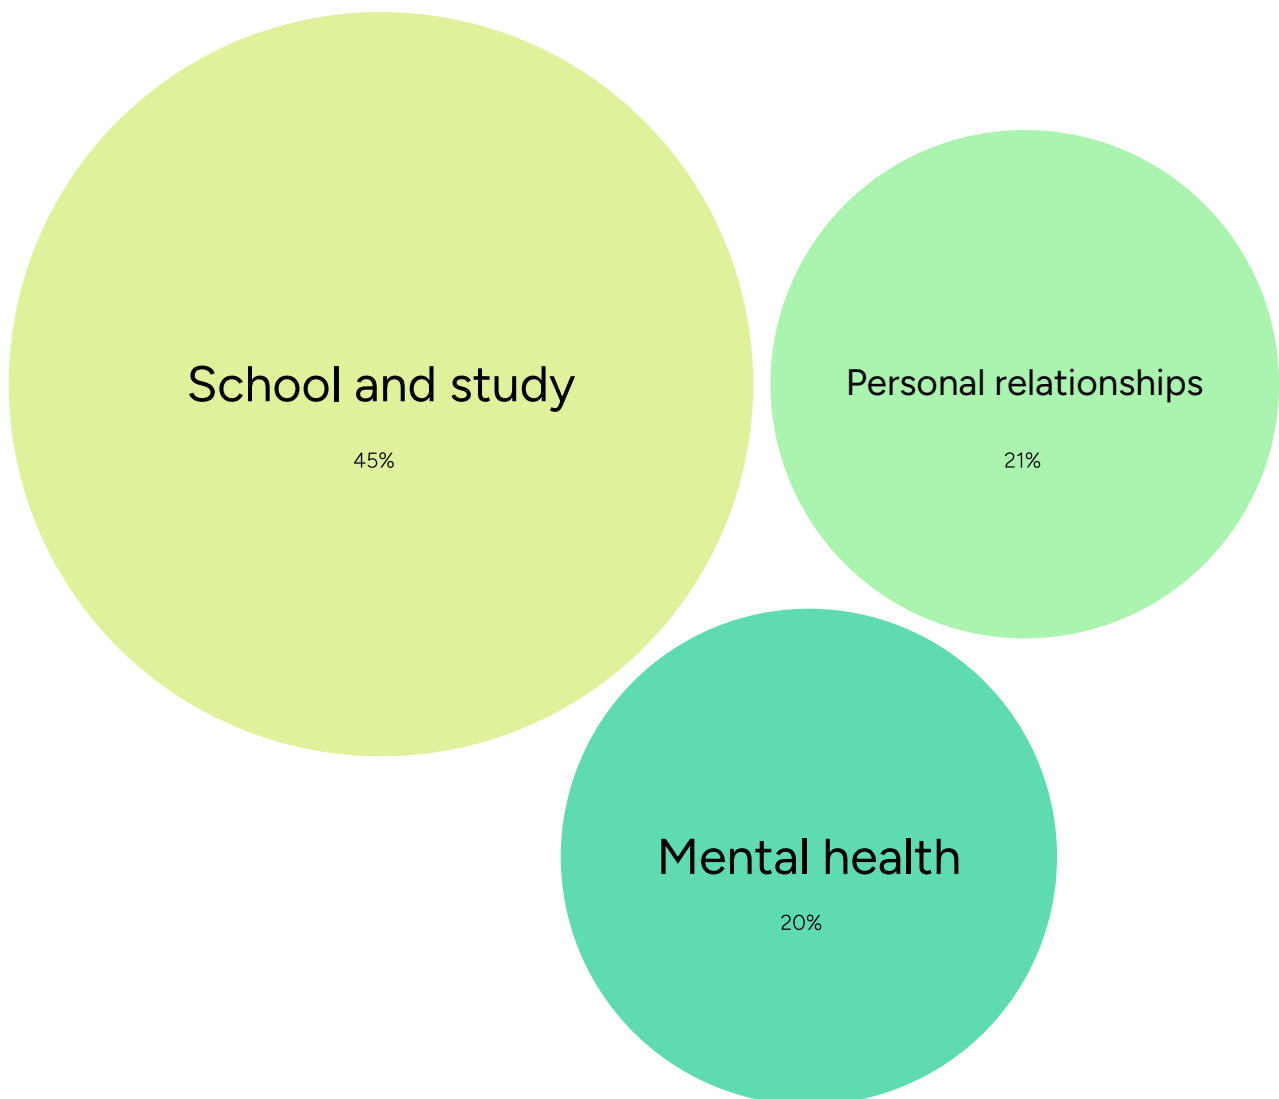 School and study
45%
Personal relationships
21%
Mental health
20%